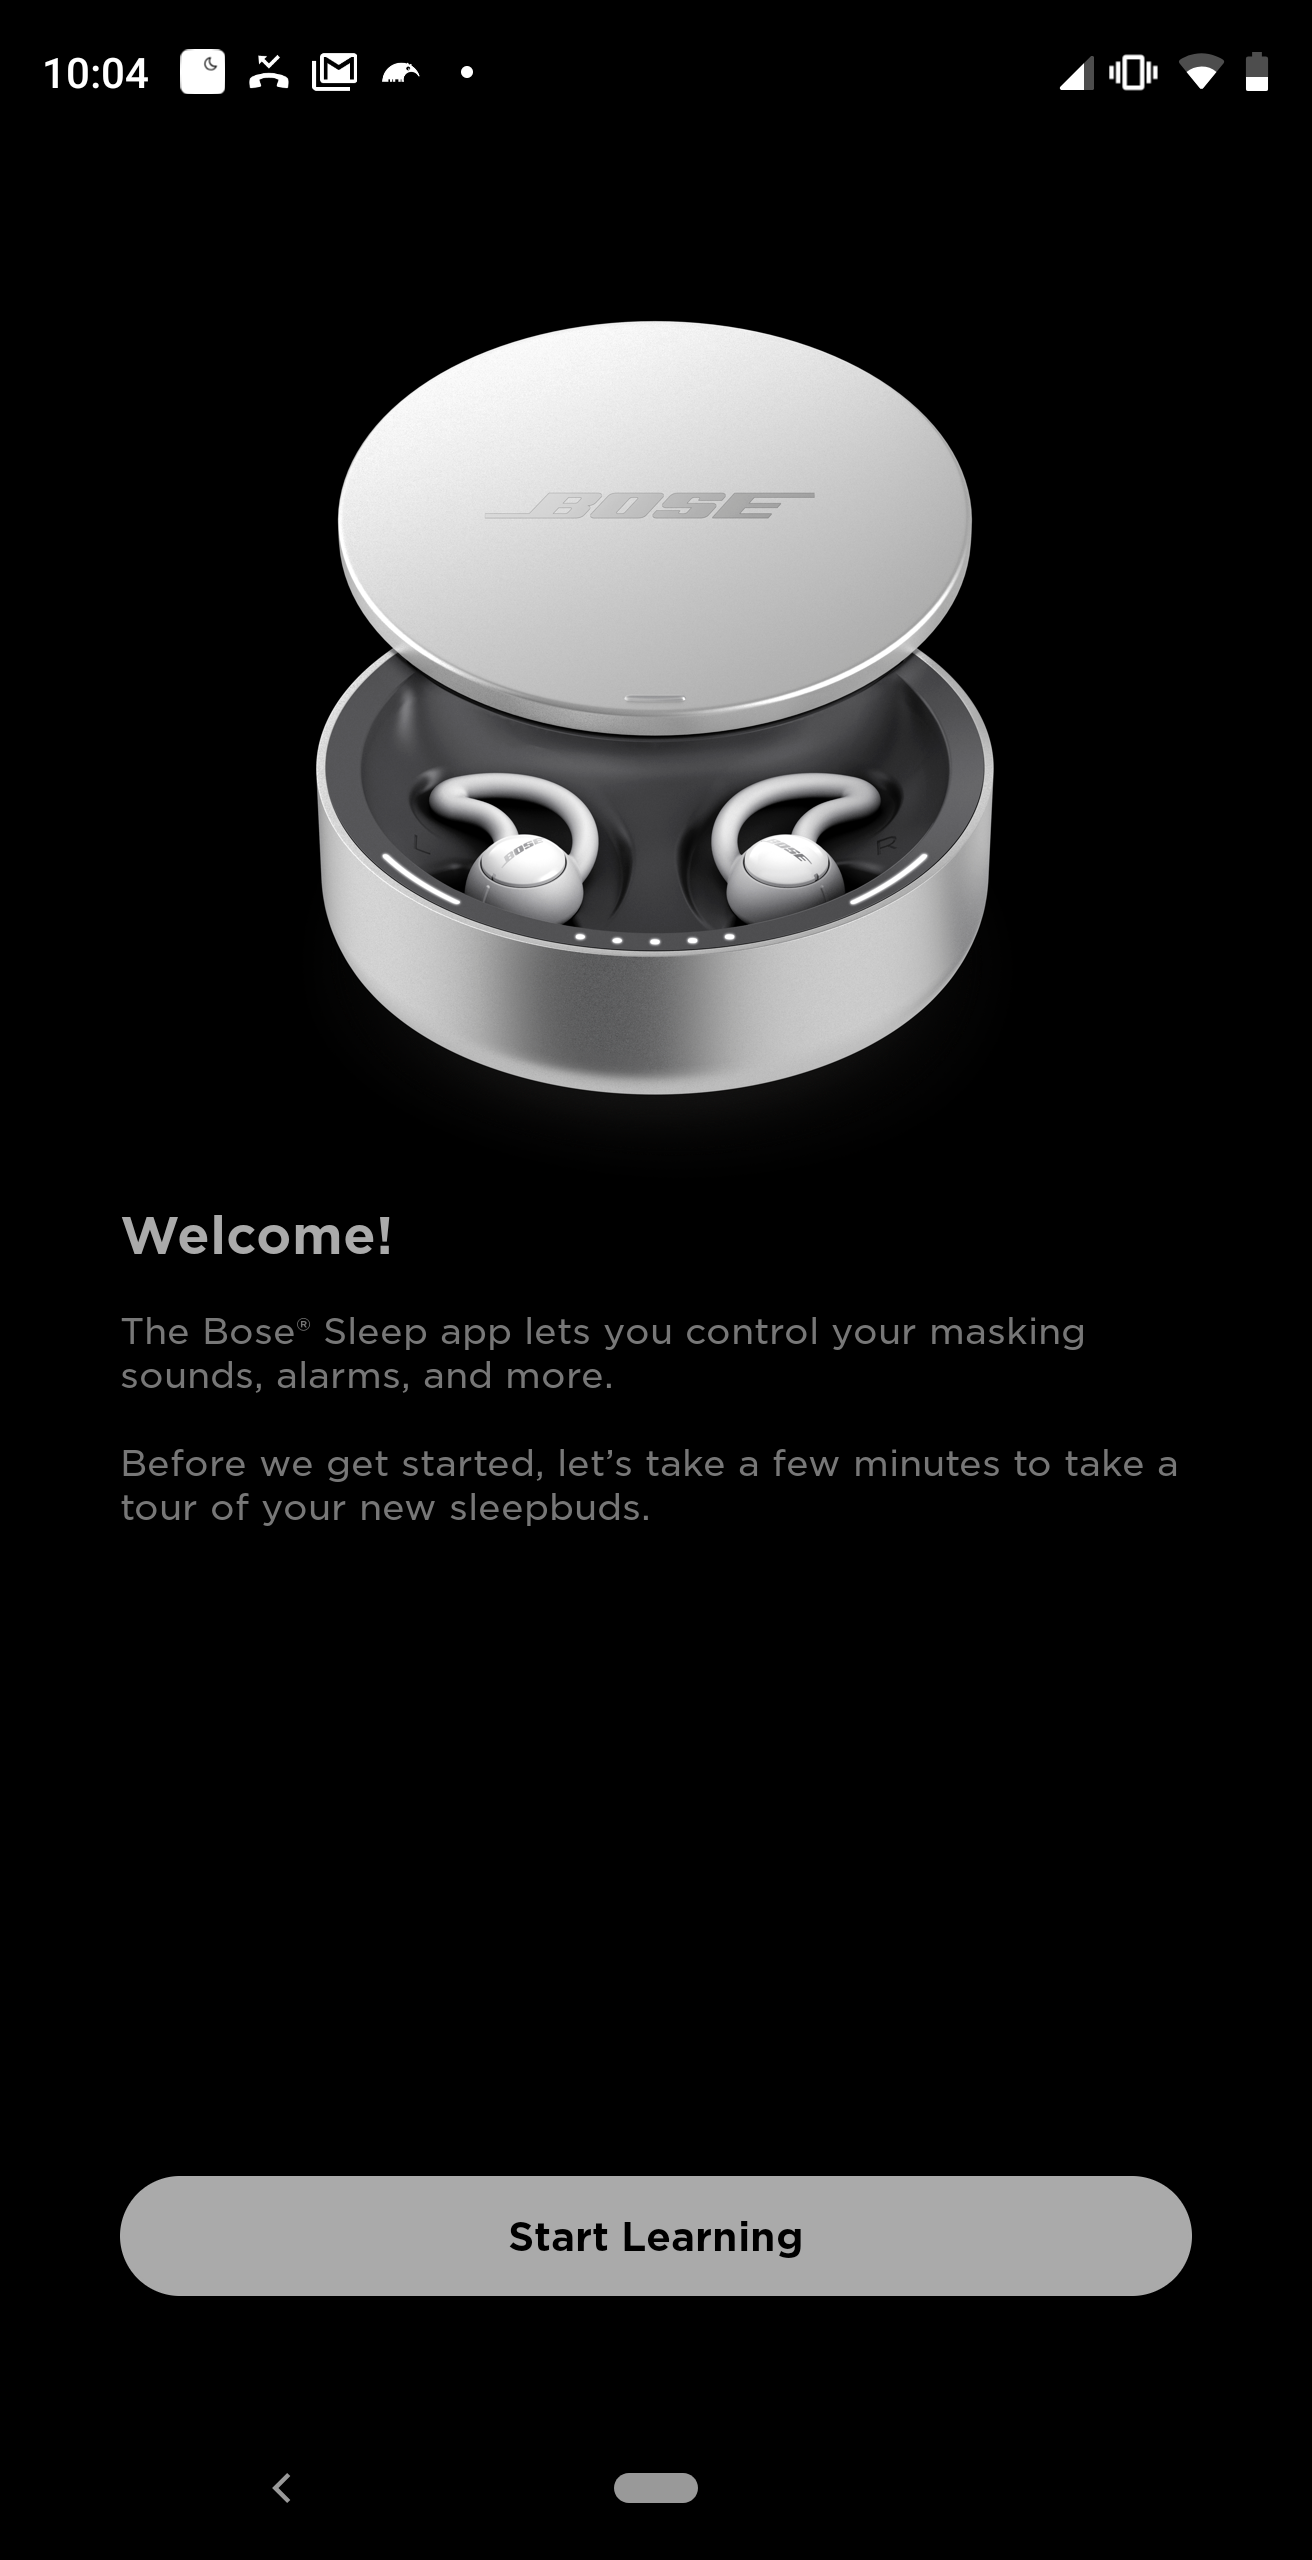 10:04
BOSE
L
R
BOSE
BOSE
Welcome!
The Bose® Sleep app lets you control your masking
sounds, alarms, and more.
Before we get started, let’s take a few minutes to take a
tour of your new sleepbuds.
Start Learning